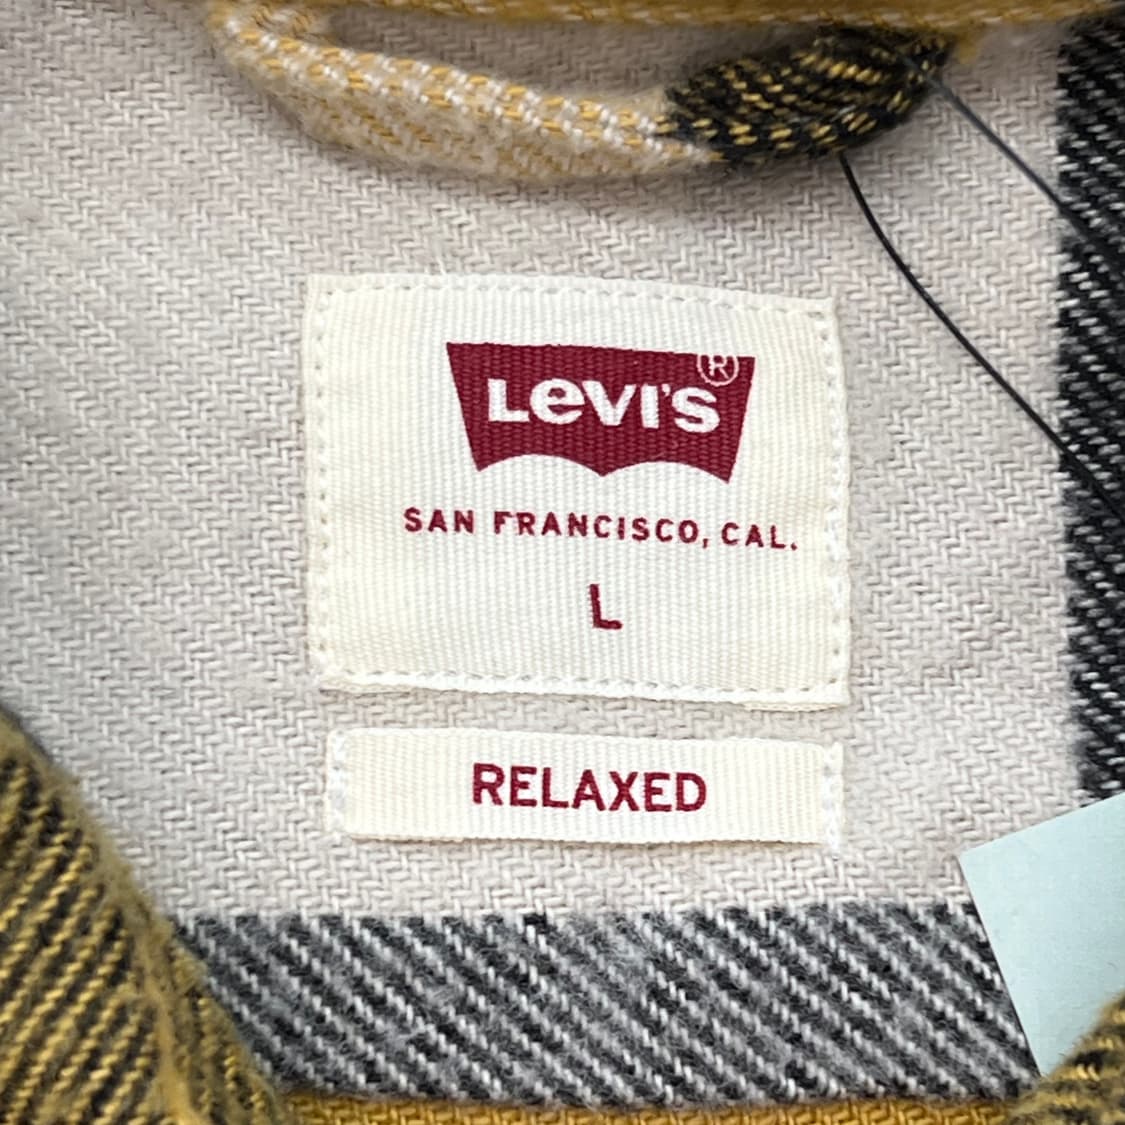 LEVI'S®
SAN FRANCISCO, CAL.
L
RELAXED